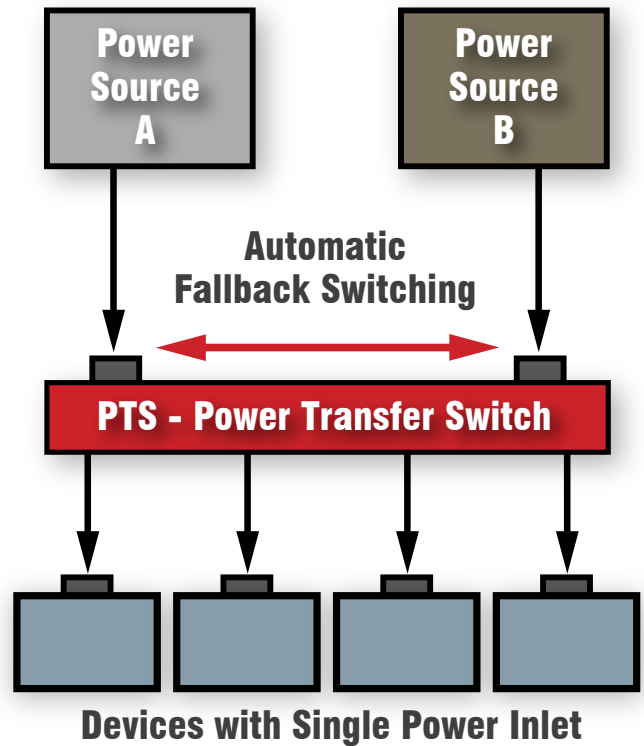 Power
Source
A
Power
Source
B
Automatic
Fallback Switching
PTS - Power Transfer Switch
Devices with Single Power Inlet